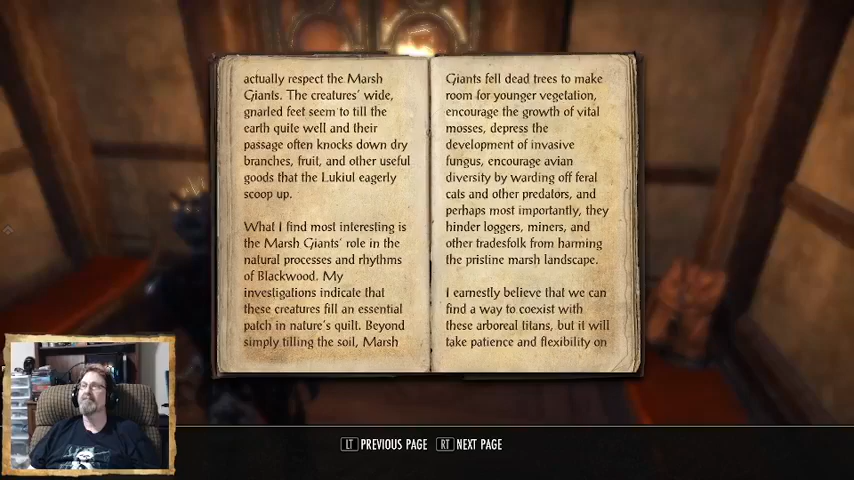 actually respect the Marsh
Giants. The creatures' wide,
gnarled feet seem to till the
earth quite well and their
passage often knocks down dry
branches, fruit, and other useful
goods that the Lukiul eagerly
scoop up.
What I find most interesting is
the Marsh Giants' role in the
natural processes and rhythms
of Blackwood. My
investigations indicate that
these creatures fill an essential
patch in nature's quilt. Beyond
simply tilling the soil, Marsh
Giants fell dead trees to make
room for younger vegetation,
encourage the growth of vital
mosses, depress the
development of invasive
fungus, encourage avian
diversity by warding off feral
cats and other predators, and
perhaps most importantly, they
hinder loggers, miners, and
other tradesfolk from harming
the pristine marsh landscape.
I earnestly believe that we can
find a way to coexist with
these arboreal titans, but it will
take patience and flexibility on
LT PREVIOUS PAGE RT NEXT PAGE